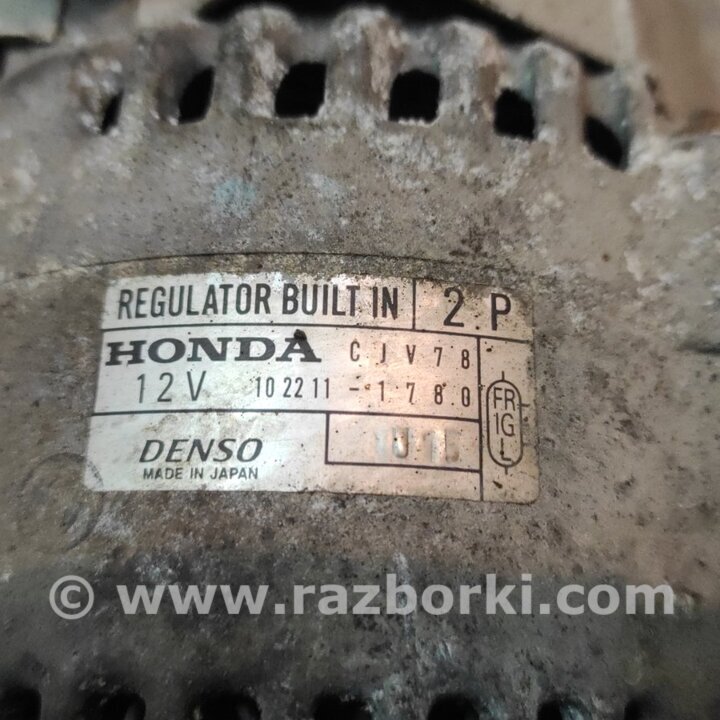 REGULATOR BUILT IN 2.P
HONDA CJV78
12V 102211-1780
FR
IG
L
DENSO
MADE IN JAPAN
© www.razborki.com